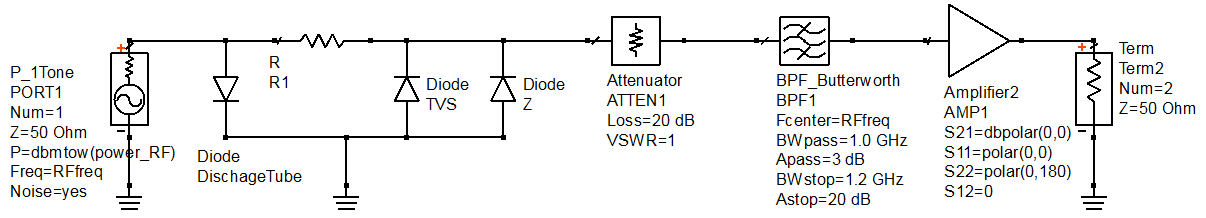 P_1Tone
PORT1
Num=1
Z=50 Ohm
P=dbmtow(power_RF)
Freq=RFfreq
Noise=yes
Diode
DischageTube
R
R1
Diode
TVS
Diode
Z
Attenuator
ATTEN1
Loss=20 dB
VSWR=1
BPF_Butterworth
BPF1
Fcenter=RFfreq
BWpass=1.0 GHz
Apass=3 dB
BWstop=1.2 GHz
Astop=20 dB
Amplifier2
AMP1
S21=dbpolar(0,0)
S11=polar(0,0)
S22=polar(0,180)
S12=0
Term
Term2
Num=2
Z=50 Ohm